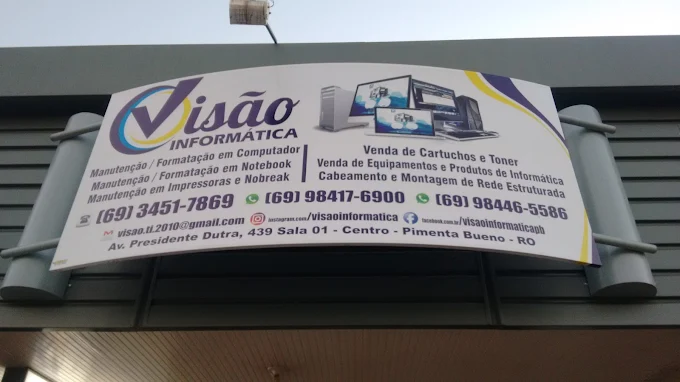 Visão
INFORMÁTICA
Manutenção / Formatação em Computador
Manutenção / Formatação em Notebook
Manutenção em Impressoras e Nobreak
Venda de Cartuchos e Toner
Venda de Equipamentos e Produtos de Informática
Cabeamento e Montagem de Rede Estruturada
(69) 3451-7869 (69) 98417-6900 (69) 98446-5586
visao.ti.2010@gmail.com instagram.com/visaoinformatica facebook.com.br/visaoinformaticapb
Av. Presidente Dutra, 439 Sala 01 - Centro - Pimenta Bueno - RO